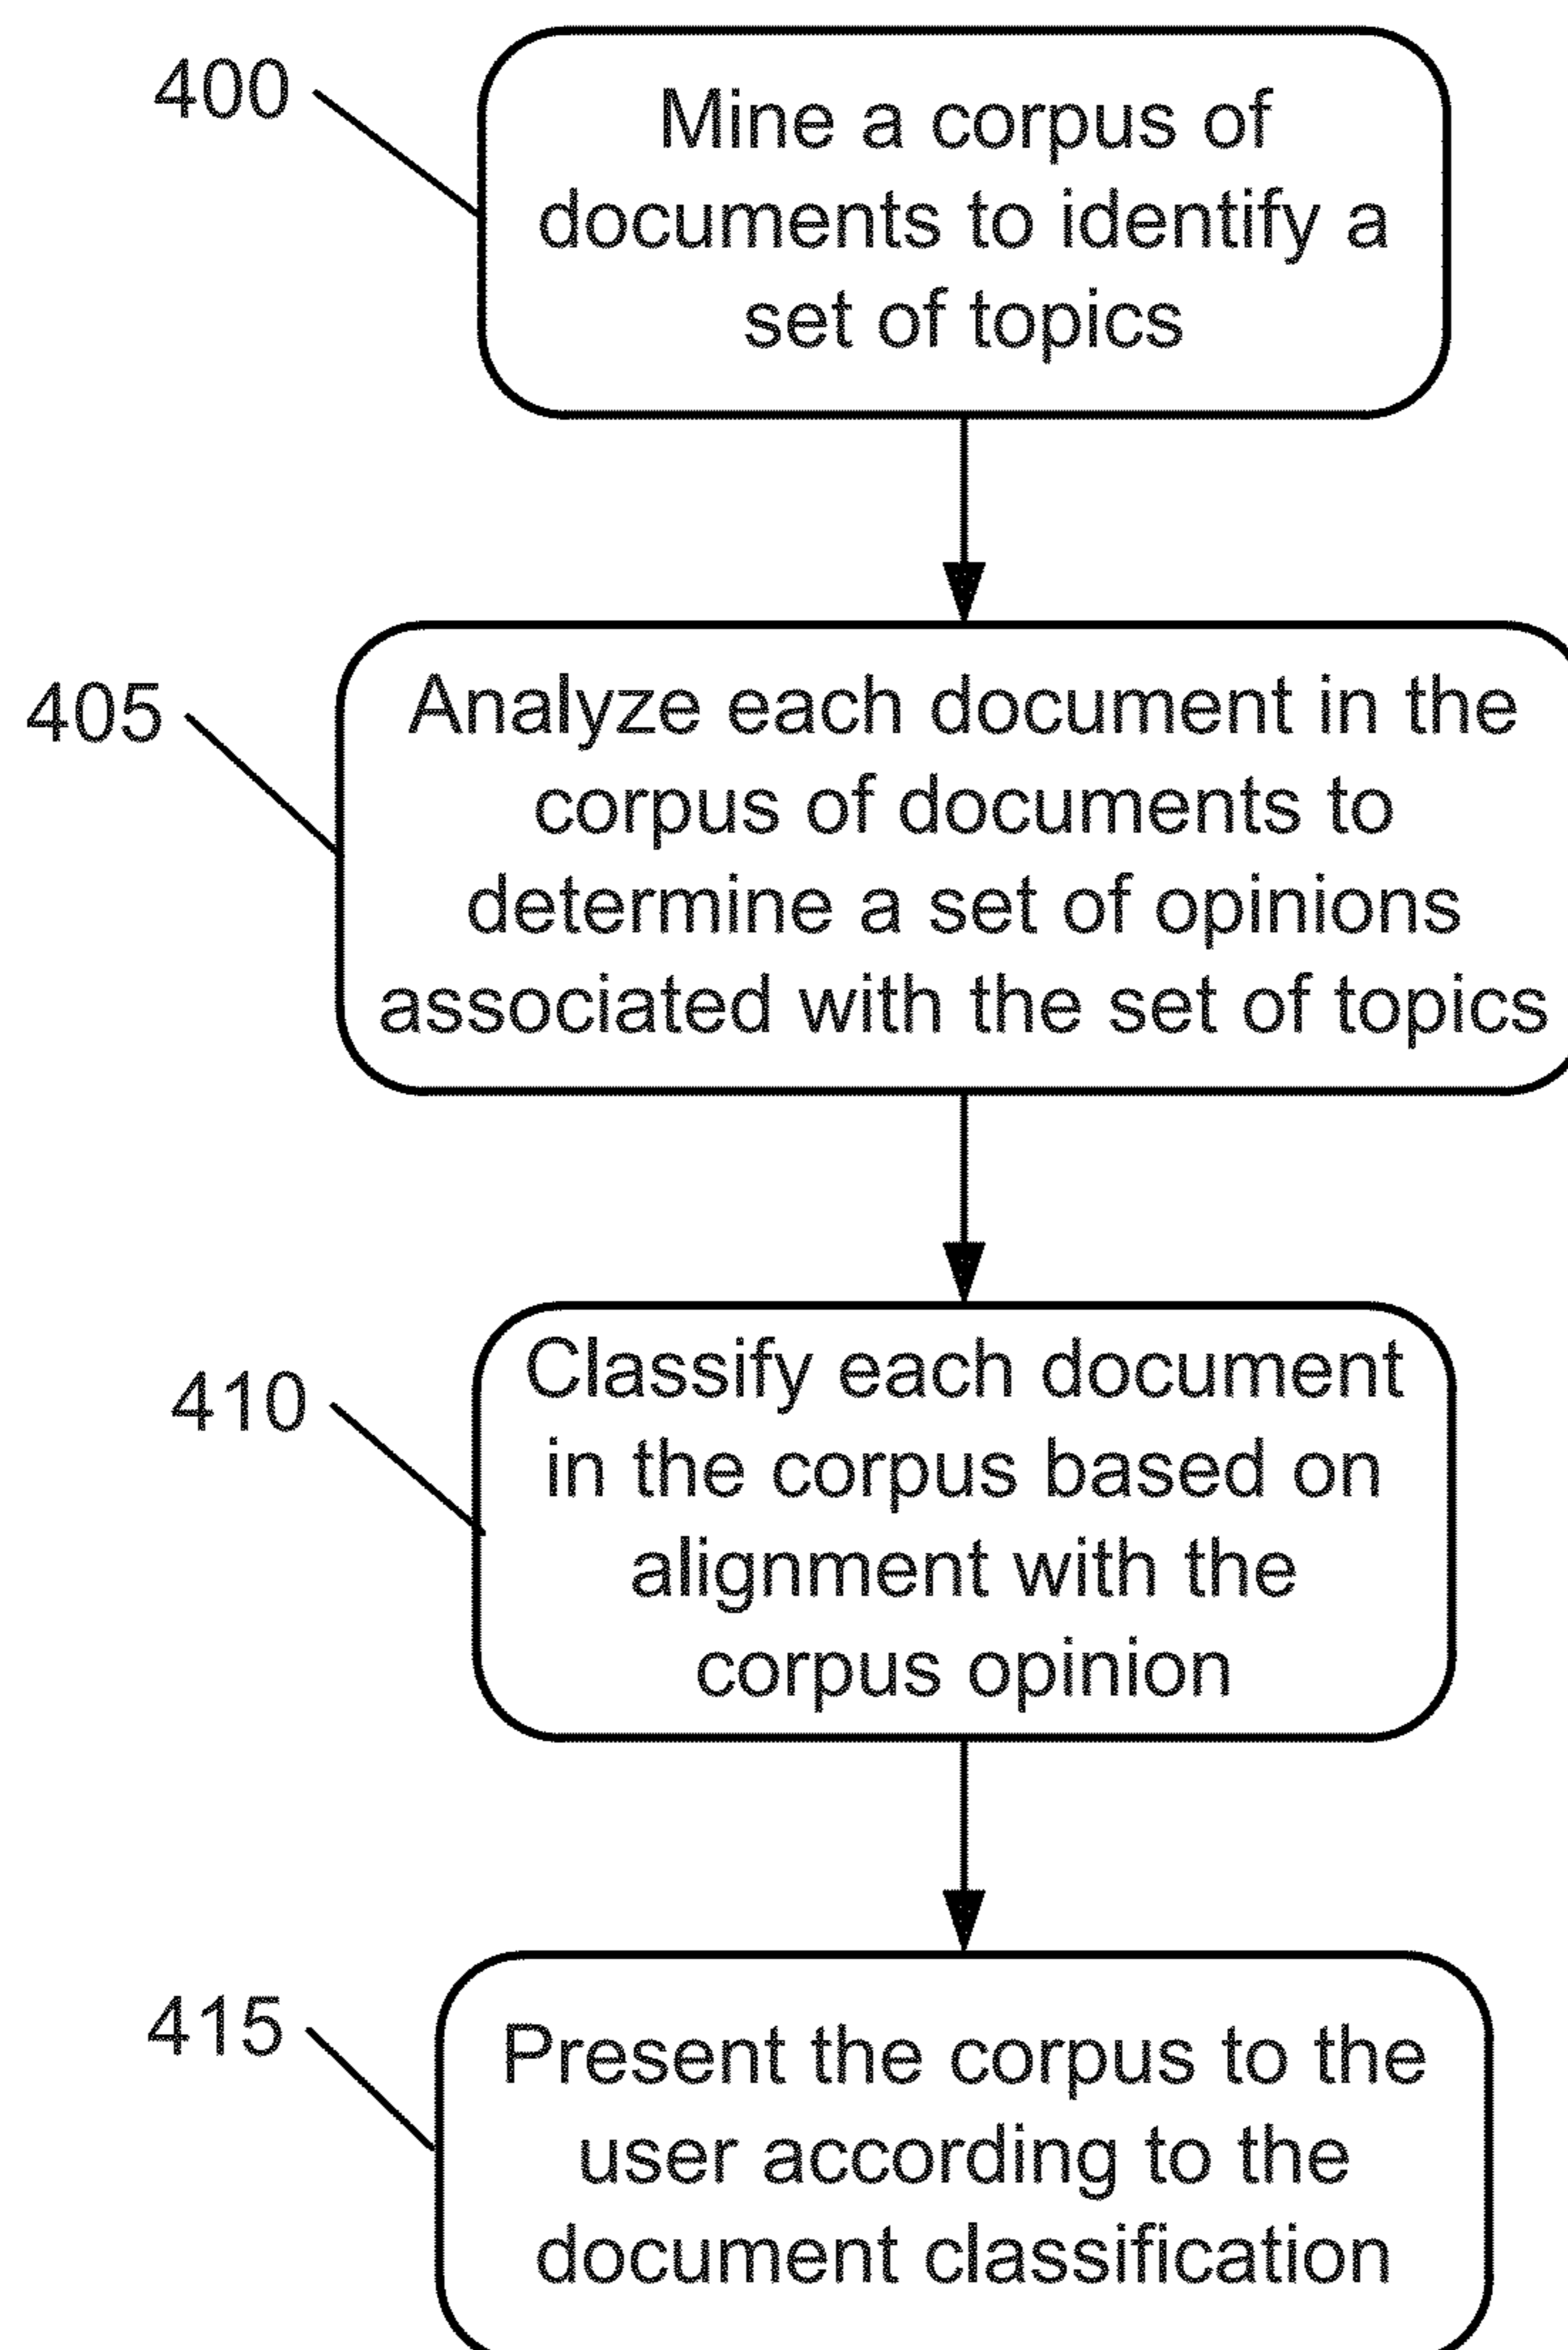 400
Mine a corpus of
documents to identify a
set of topics
405
Analyze each document in the
corpus of documents to
determine a set of opinions
associated with the set of topics
410
Classify each document
in the corpus based on
alignment with the
corpus opinion
415
Present the corpus to the
user according to the
document classification